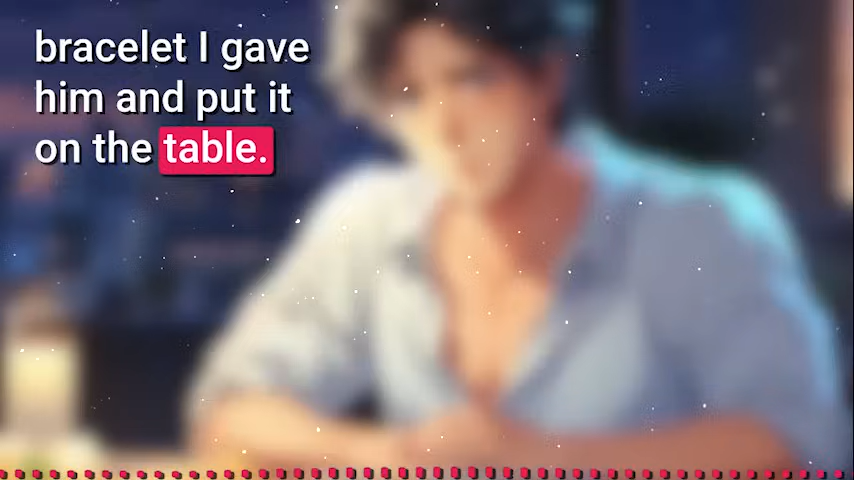 bracelet I gave
him and put it
on the table.